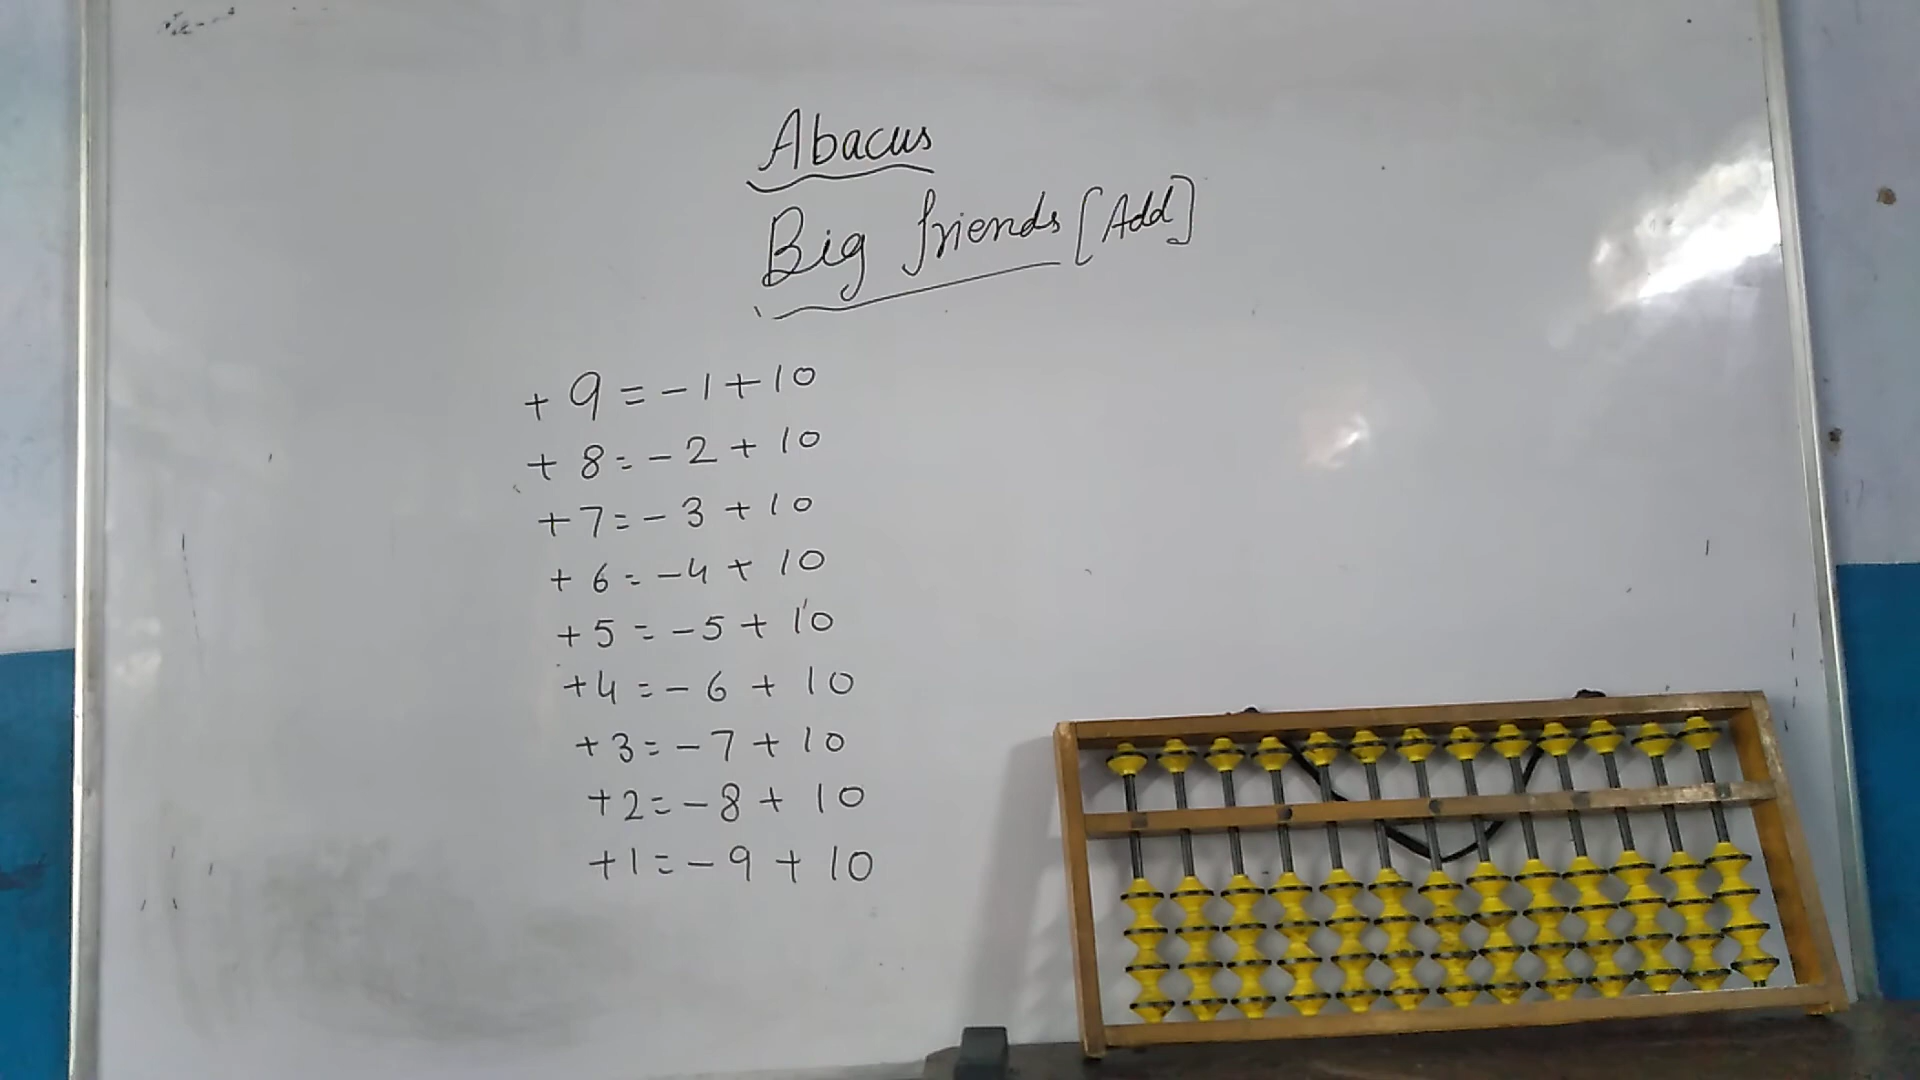 Abacus
Big friends [Add]
+ 9 = - 1 + 10
+ 8 = - 2 + 10
+ 7 = - 3 + 10
+ 6 = - 4 + 10
+ 5 = - 5 + 10
+ 4 = - 6 + 10
+ 3 = - 7 + 10
+ 2 = - 8 + 10
+ 1 = - 9 + 10